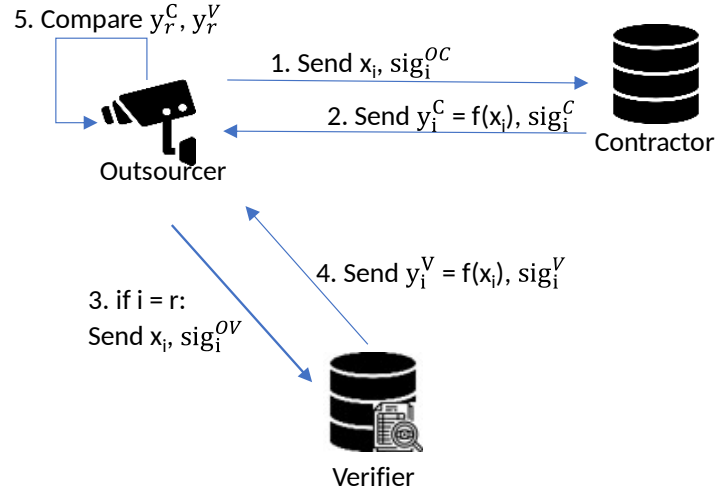 5. Compare y_r^C, y_r^V
1. Send x_i, sig_i^OC
2. Send y_i^C = f(x_i), sig_i^C
Contractor
Outsourcer
4. Send y_i^V = f(x_i), sig_i^V
3. if i = r:
Send x_i, sig_i^OV
Verifier